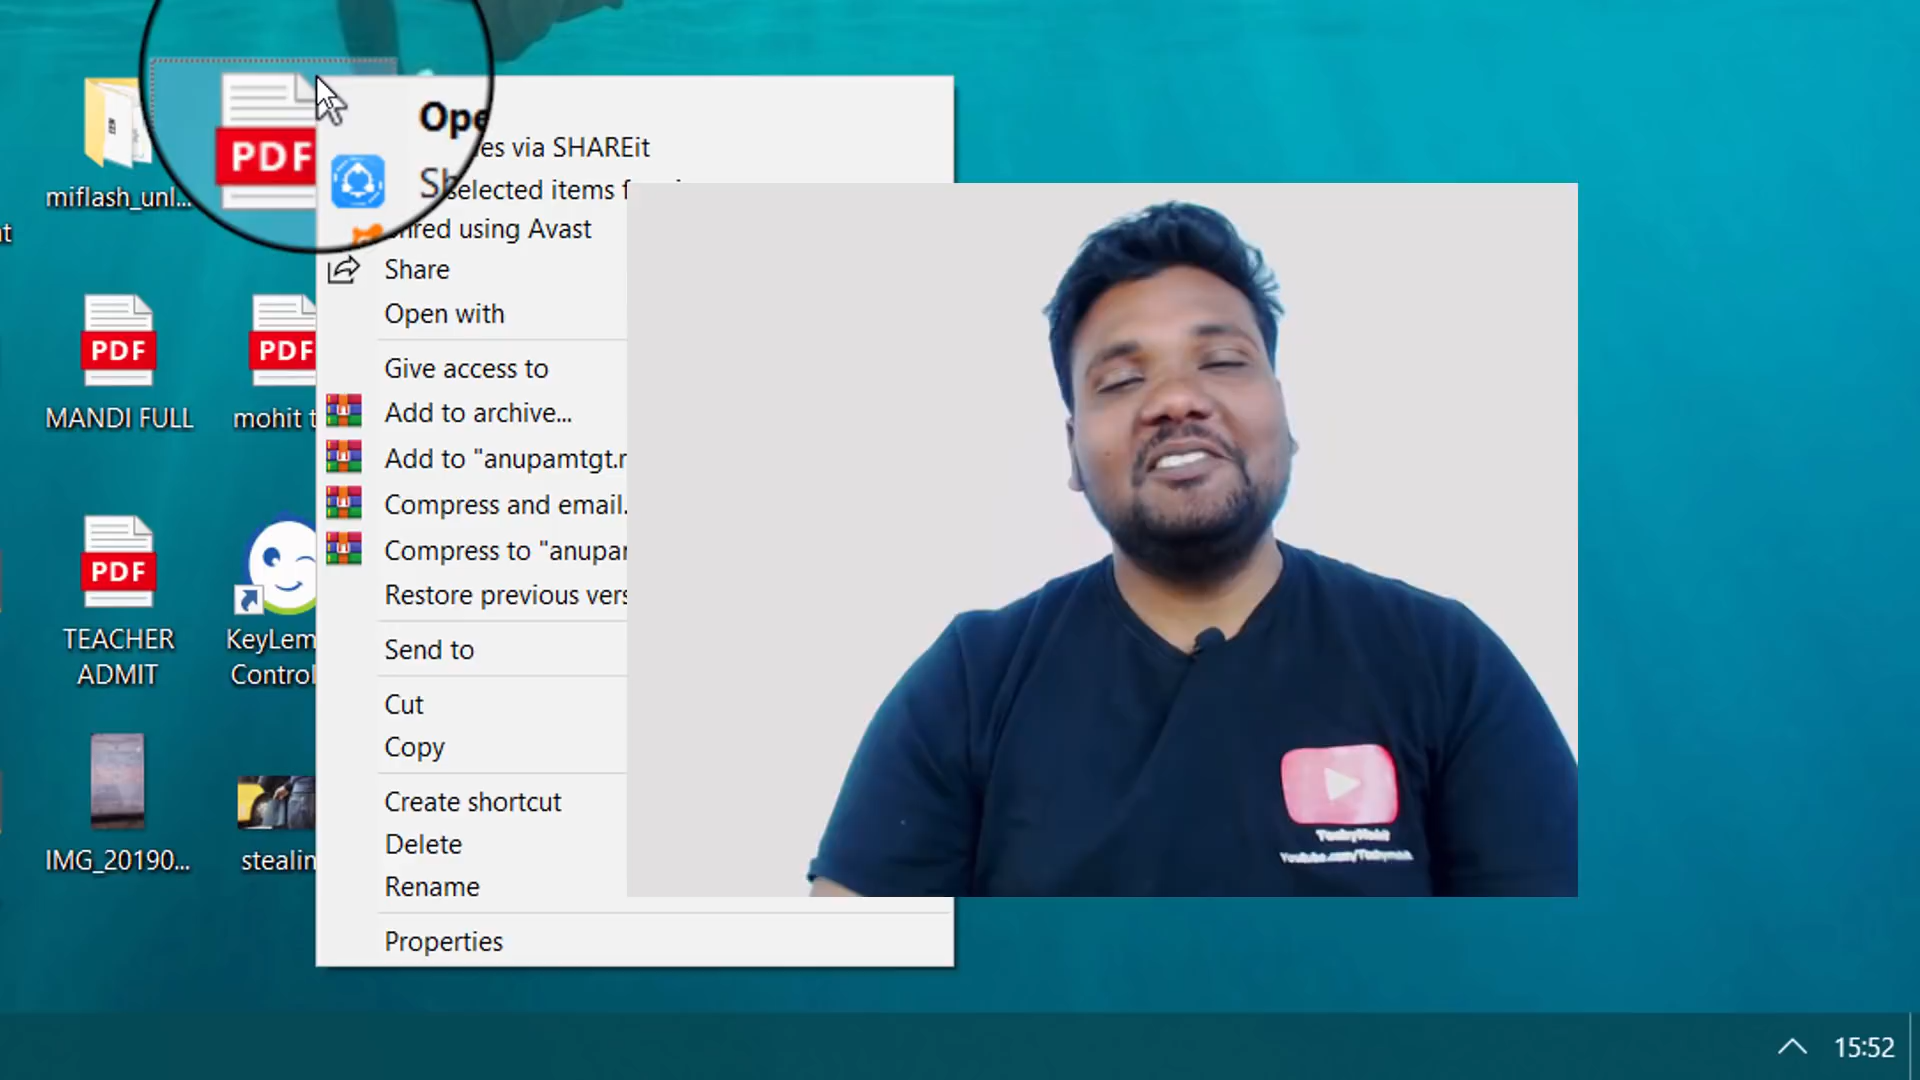 Ope
es via SHAREit
Sh
selected items f
hred using Avast
Share
Open with
Give access to
Add to archive...
Add to "anupamtgt.r
Compress and email.
Compress to "anupar
Restore previous vers
Send to
Cut
Copy
Create shortcut
Delete
Rename
Properties
miflash_unl...
PDF
PDF
MANDI FULL
PDF
mohit t
PDF
TEACHER
ADMIT
KeyLem
Control
IMG_20190...
stealin
15:52